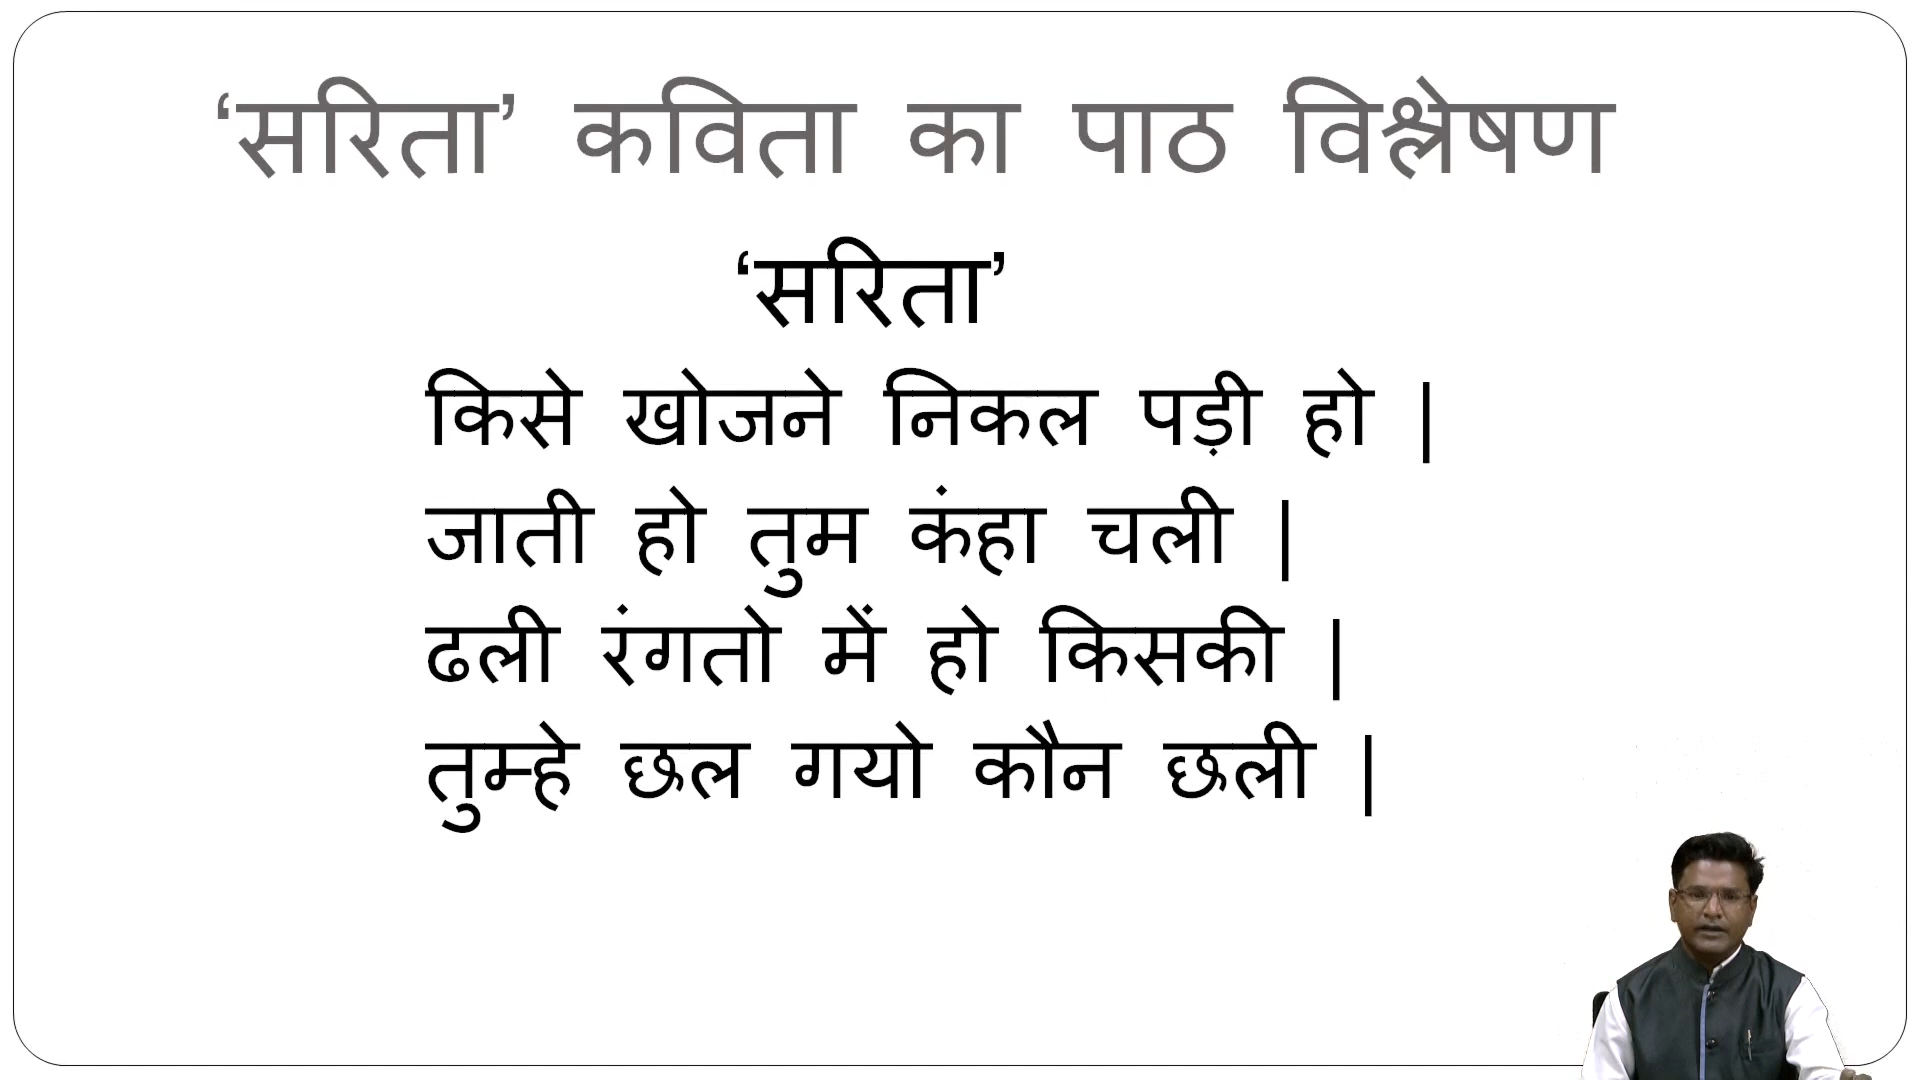 ‘सरिता’ कविता का पाठ विश्लेषण
‘सरिता’
किसे खोजने निकल पड़ी हो |
जाती हो तुम कंहा चली |
ढली रंगतो में हो किसकी |
तुम्हे छल गयो कौन छली |